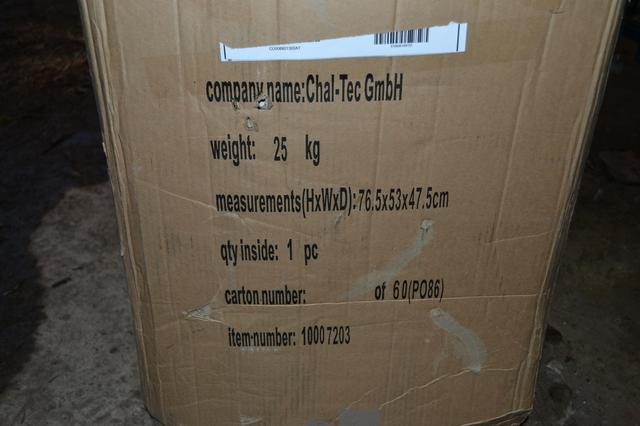 company name:Chal-Tec GmbH
weight: 25 kg
measurements(HxWxD):76.5x53x47.5cm
qty inside: 1 pc
carton number: of 60(PO86)
item-number: 10007203